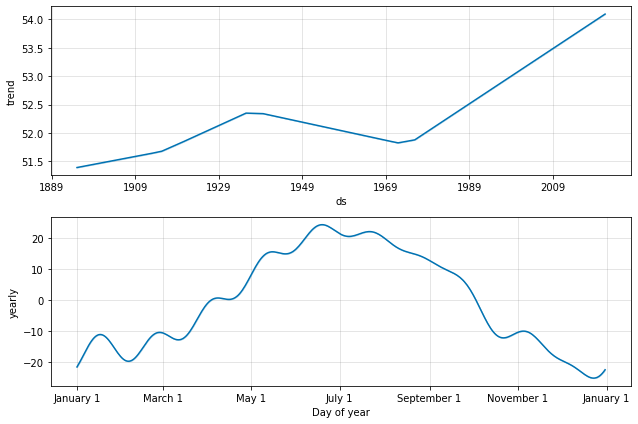 54.0
53.5
53.0
52.5
52.0
51.5
trend
1889 1909 1929 1949 1969 1989 2009
ds
20
10
0
−10
−20
yearly
January 1 March 1 May 1 July 1 September 1 November 1 January 1
Day of year